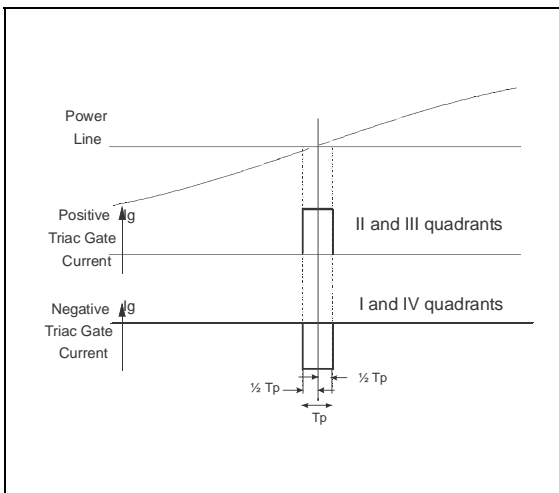 Power
Line
Positive Ig
Triac Gate
Current
II and III quadrants
Negative Ig
Triac Gate
Current
I and IV quadrants
½ Tp
½ Tp
Tp